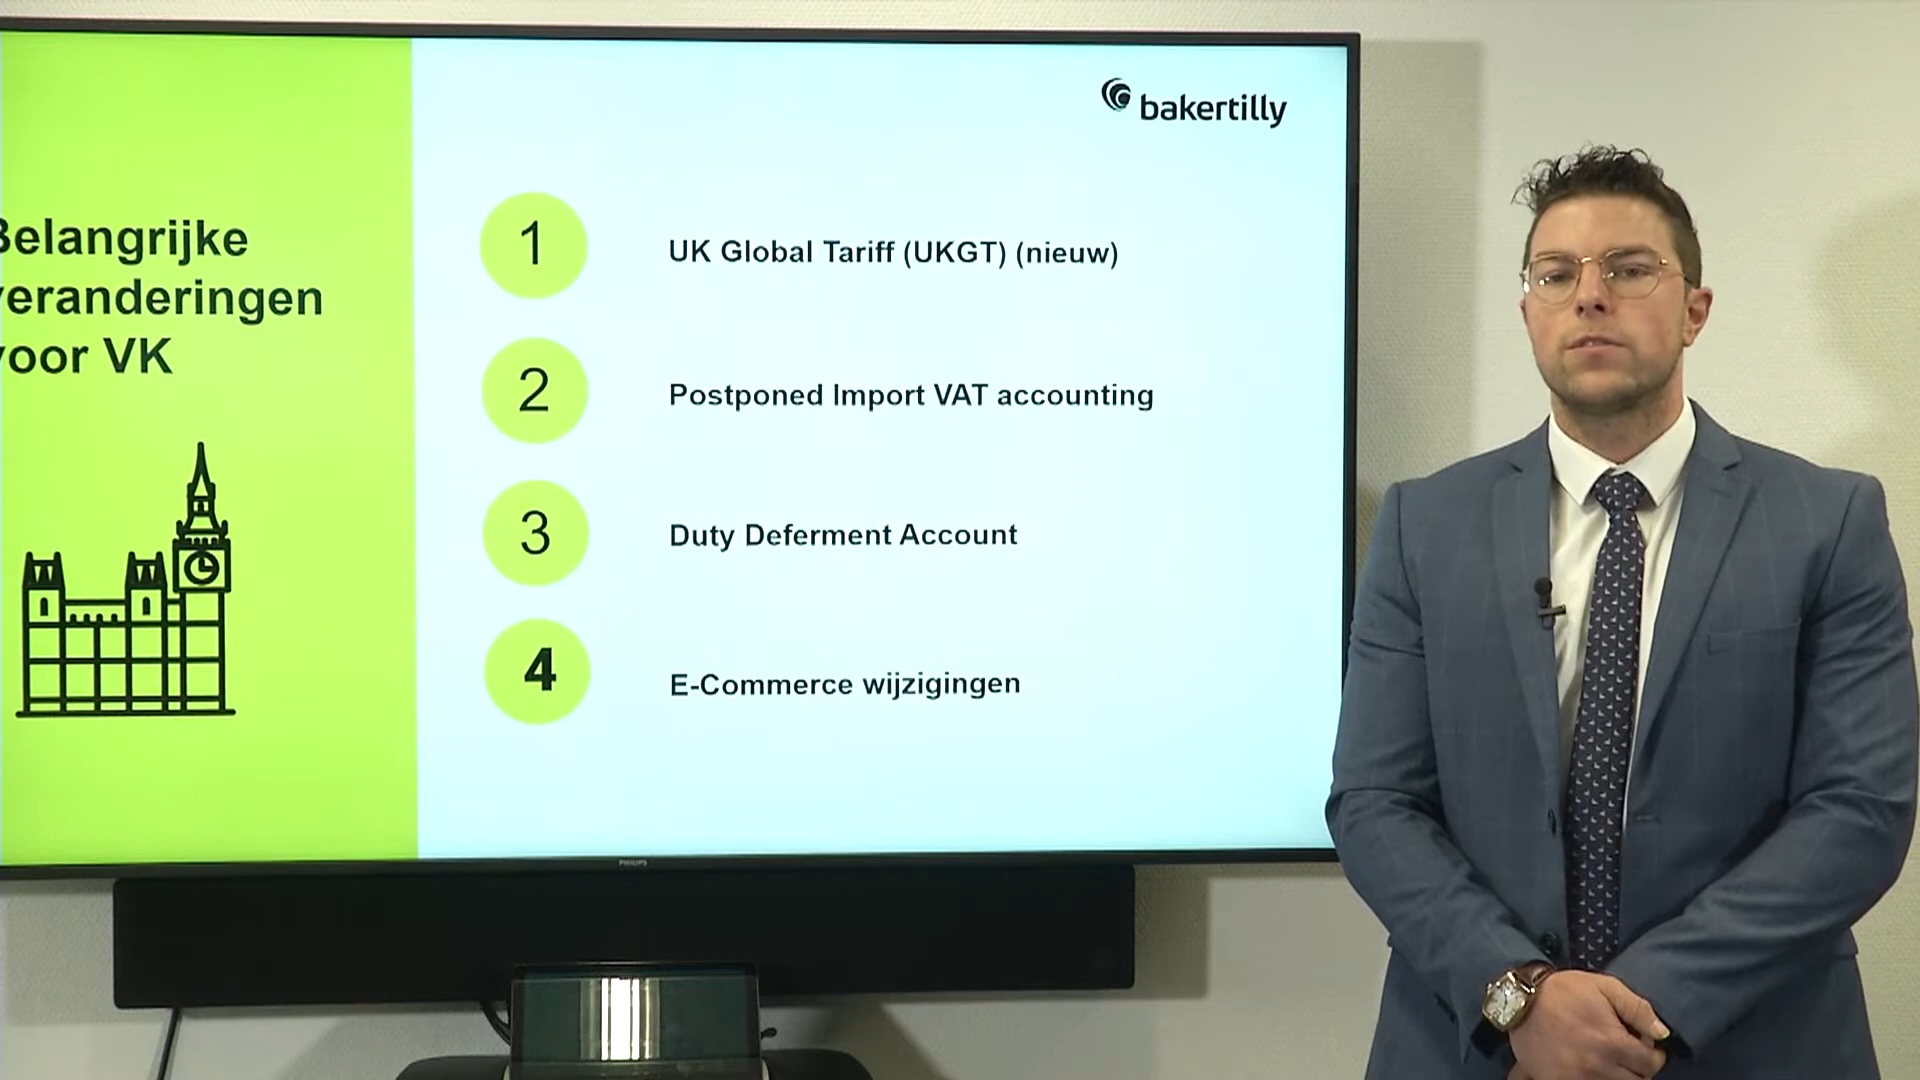 bakertilly
Belangrijke
veranderingen
voor VK
1 UK Global Tariff (UKGT) (nieuw)
2 Postponed Import VAT accounting
3 Duty Deferment Account
4 E-Commerce wijzigingen
PHILIPS